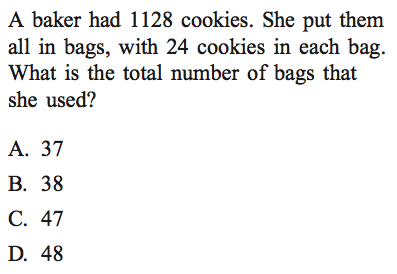 A baker had 1128 cookies. She put them
all in bags, with 24 cookies in each bag.
What is the total number of bags that
she used?
A. 37
B. 38
C. 47
D. 48